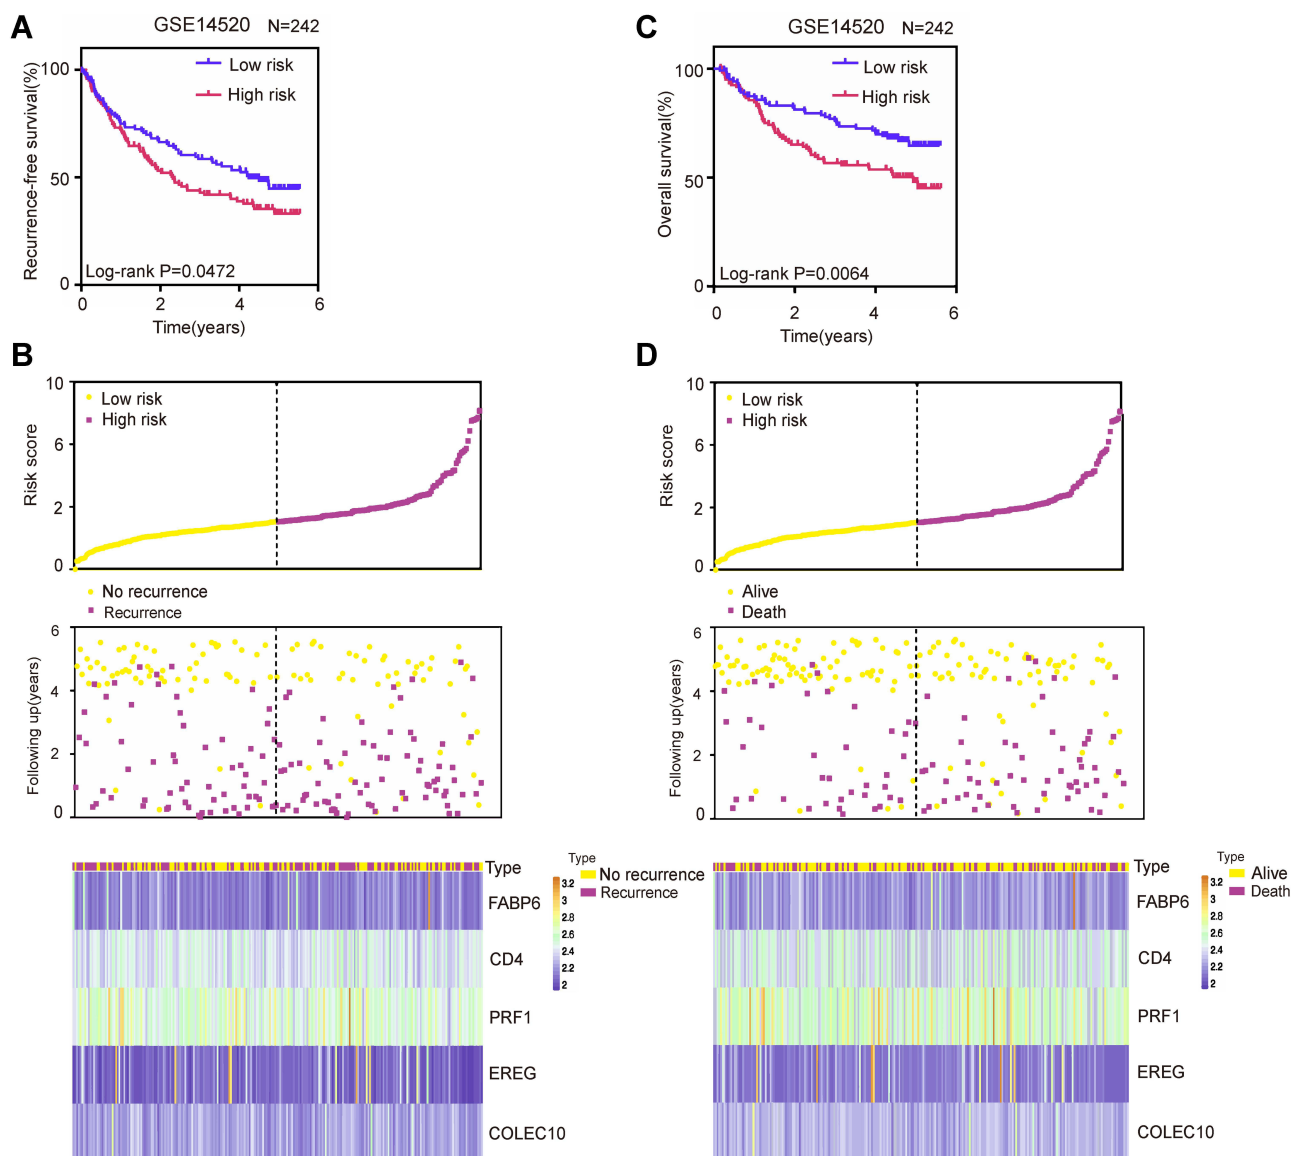 A
GSE14520 N=242
Recurrence-free survival(%)
100
50
0
Low risk
High risk
Log-rank P=0.0472
0 2 4 6
Time(years)
C
GSE14520 N=242
Overall survival(%)
100
50
0
Low risk
High risk
Log-rank P=0.0064
0 2 4 6
Time(years)
B
Risk score
10
6
2
0
Low risk
High risk
No recurrence
Recurrence
Following up(years)
6
4
2
0
Type
FABP6
CD4
PRF1
EREG
COLEC10
3.2
3
2.8
2.6
2.4
2.2
2
Type
No recurrence
Recurrence
D
Risk score
10
6
2
0
Low risk
High risk
Alive
Death
Following up(years)
6
4
2
0
Type
FABP6
CD4
PRF1
EREG
COLEC10
3.2
3
2.8
2.6
2.4
2.2
2
Type
Alive
Death